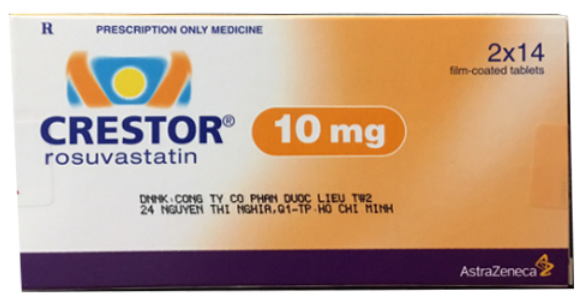 R PRESCRIPTION ONLY MEDICINE
2x14
film-coated tablets
CRESTOR® 10 mg
rosuvastatin
DNNK:CONG TY CO PHAN DUOC LIEU TW2
24 NGUYEN THI NGHIA,Q1-TP HO CHI MINH
AstraZeneca